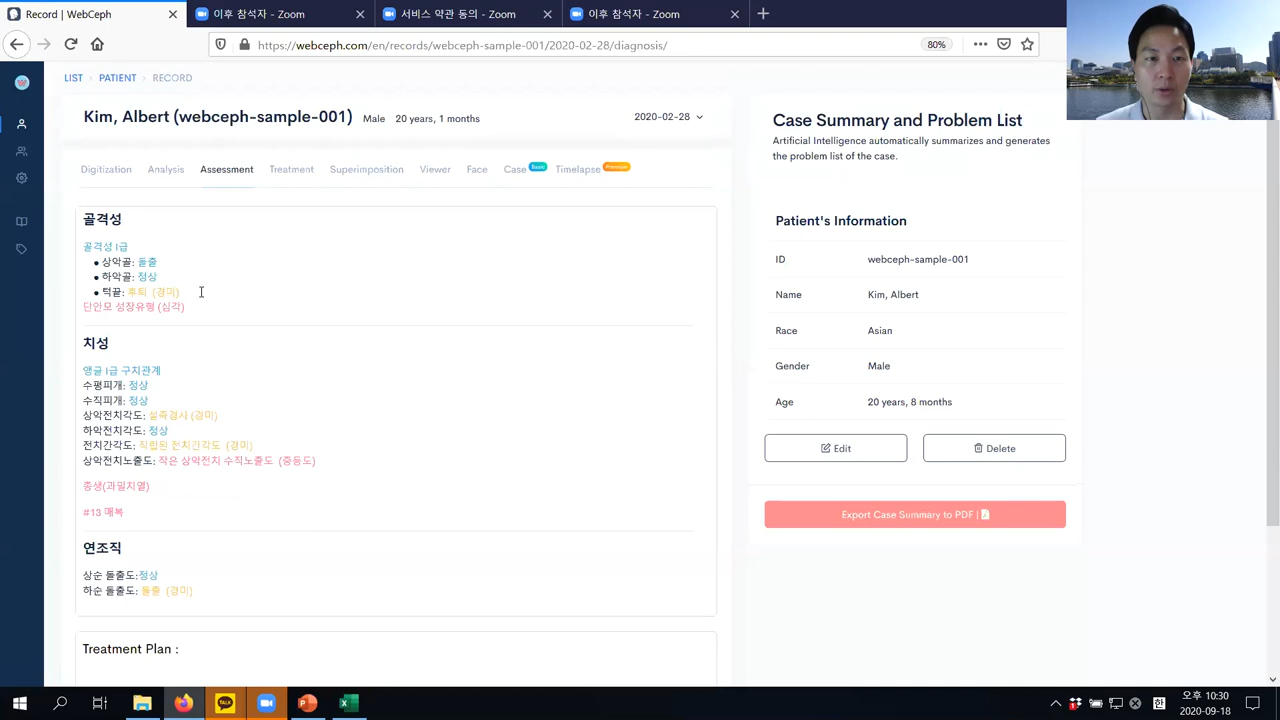 Record | WebCeph
이후 참석자 - Zoom
서비스 약관 동의 - Zoom
이후 참석자 - Zoom
https://webceph.com/en/records/webceph-sample-001/2020-02-28/diagnosis/
80%
LIST
PATIENT
RECORD
Kim, Albert (webceph-sample-001) Male 20 years, 1 months
2020-02-28
Digitization
Analysis
Assessment
Treatment
Superimposition
Viewer
Face
Case Basic
Timelapse Premium
골격성
골격성 I급
● 상악골: 돌출
● 하악골: 정상
● 턱끝: 후퇴 (경미)
단안모 성장유형 (심각)
치성
앵글 I급 구치관계
수평피개: 정상
수직피개: 정상
상악전치각도: 설측경사 (경미)
하악전치각도: 정상
전치간각도: 직립된 전치간각도 (경미)
상악전치노출도: 작은 상악전치 수직노출도 (중등도)
총생(과밀치열)
#13 매복
연조직
상순 돌출도:정상
하순 돌출도: 돌출 (경미)
Treatment Plan :
Case Summary and Problem List
Artificial Intelligence automatically summarizes and generates
the problem list of the case.
Patient's Information
ID webceph-sample-001
Name Kim, Albert
Race Asian
Gender Male
Age 20 years, 8 months
Edit
Delete
Export Case Summary to PDF |
TALK
한
오후 10:30
2020-09-18